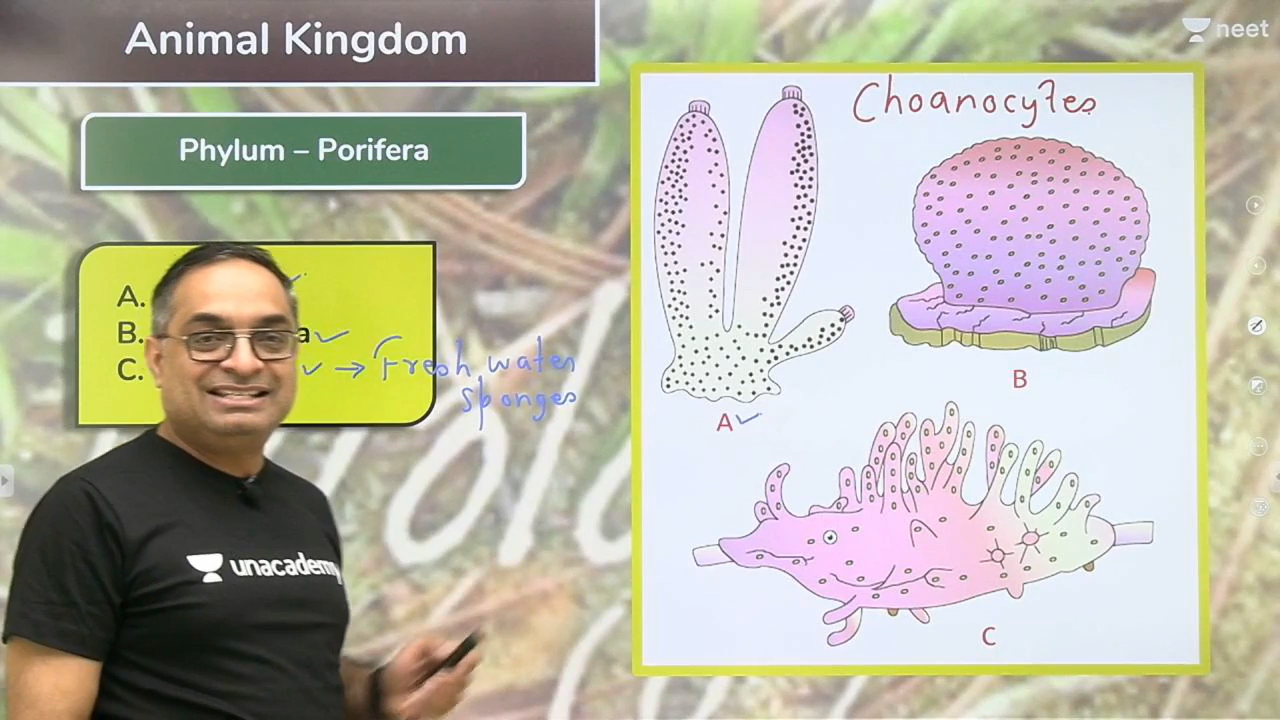 Animal Kingdom
neet
Phylum – Porifera
Choanocytes
A.
B. a
C. → Fresh water
sponges
unacademy
A
B
C